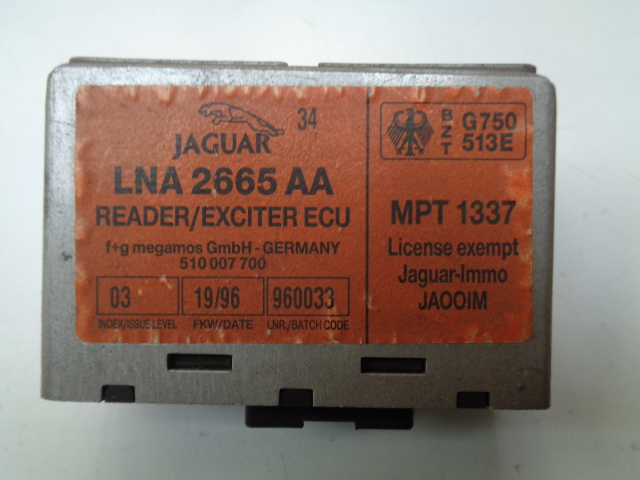 34
JAGUAR
LNA 2665 AA
READER/EXCITER ECU
f+g megamos GmbH - GERMANY
510 007 700
03 19/96 960033
INDEX/ISSUE LEVEL FKW/DATE LNR./BATCH CODE
BZT G750
513E
MPT 1337
License exempt
Jaguar-Immo
JAOOIM